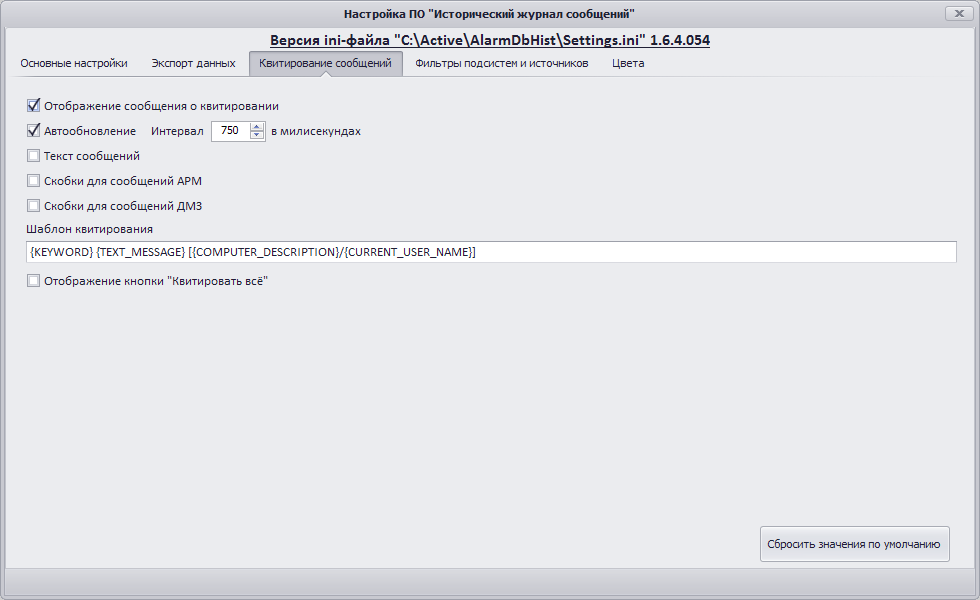 Настройка ПО "Исторический журнал сообщений"
Версия ini-файла "C:\Active\AlarmDbHist\Settings.ini" 1.6.4.054
Основные настройки Экспорт данных Квитирование сообщений Фильтры подсистем и источников Цвета
Отображение сообщения о квитировании
Автообновление Интервал 750 в милисекундах
Текст сообщений
Скобки для сообщений АРМ
Скобки для сообщений ДМЗ
Шаблон квитирования
{KEYWORD} {TEXT_MESSAGE} [{COMPUTER_DESCRIPTION}/{CURRENT_USER_NAME}]
Отображение кнопки "Квитировать всё"
Сбросить значения по умолчанию